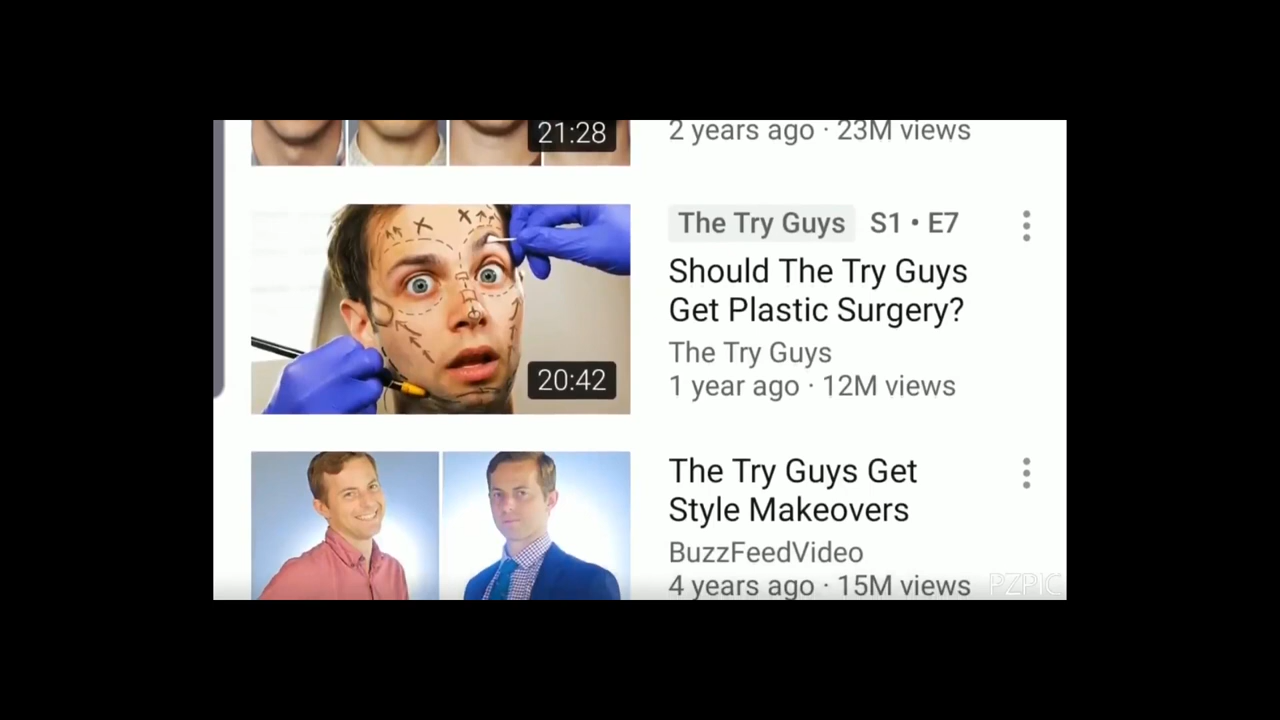 21:28
2 years ago · 23M views
The Try Guys S1 • E7
Should The Try Guys
Get Plastic Surgery?
The Try Guys
1 year ago · 12M views
20:42
The Try Guys Get
Style Makeovers
BuzzFeedVideo
4 years ago · 15M views
PZPIC